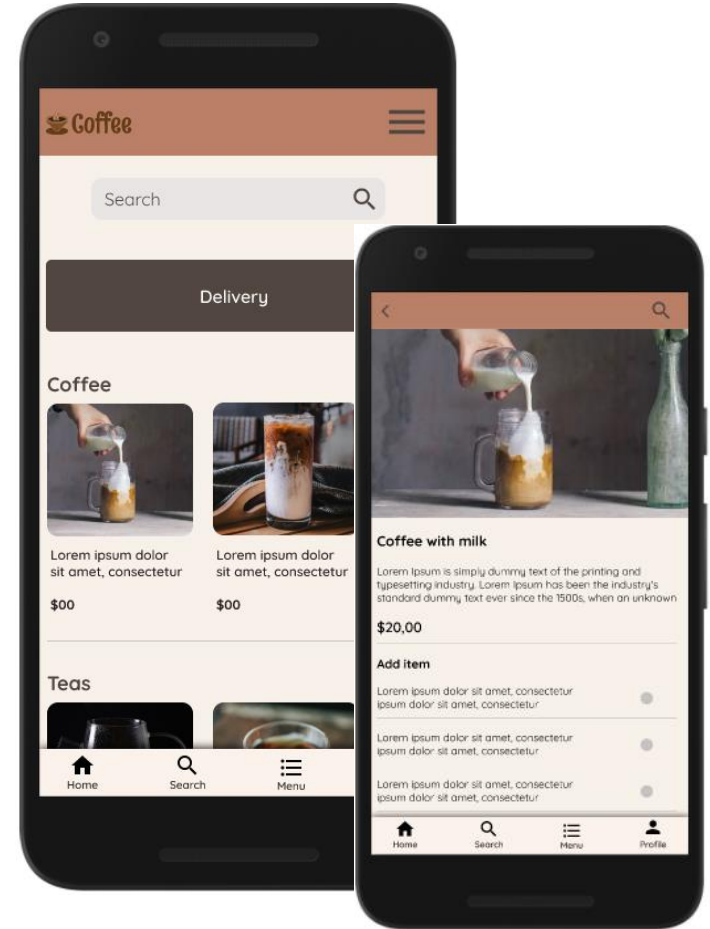 Coffee
Search
Delivery
Coffee
Lorem ipsum dolor
sit amet, consectetur
$00
Lorem ipsum dolor
sit amet, consectetur
$00
Teas
Home
Search
Menu
Coffee with milk
Lorem Ipsum is simply dummy text of the printing and
typesetting industry. Lorem Ipsum has been the industry's
standard dummy text ever since the 1500s, when an unknown
$20,00
Add item
Lorem ipsum dolor sit amet, consectetur
ipsum dolor sit amet, consectetur
Lorem ipsum dolor sit amet, consectetur
ipsum dolor sit amet, consectetur
Lorem ipsum dolor sit amet, consectetur
ipsum dolor sit amet, consectetur
Home
Search
Menu
Profile